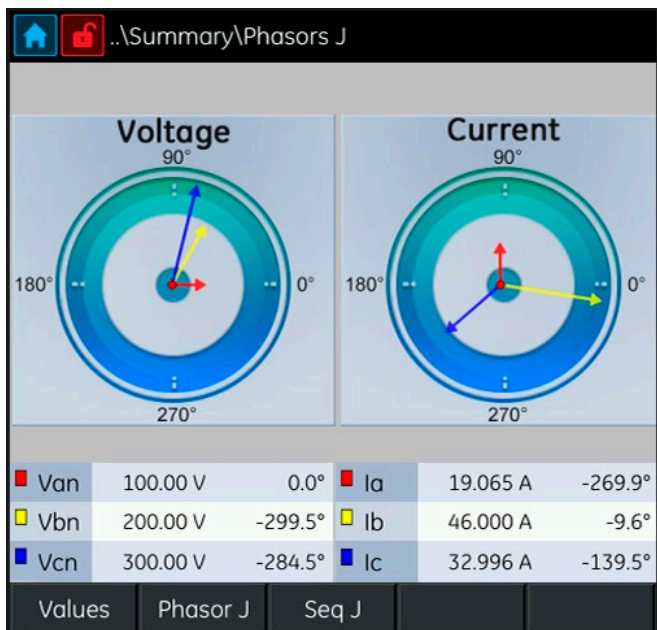 ..\Summary\Phasors J
Voltage
90°
180°
0°
270°
Current
90°
180°
0°
270°
Van 100.00 V 0.0° Ia 19.065 A -269.9°
Vbn 200.00 V -299.5° Ib 46.000 A -9.6°
Vcn 300.00 V -284.5° Ic 32.996 A -139.5°
Values Phasor J Seq J